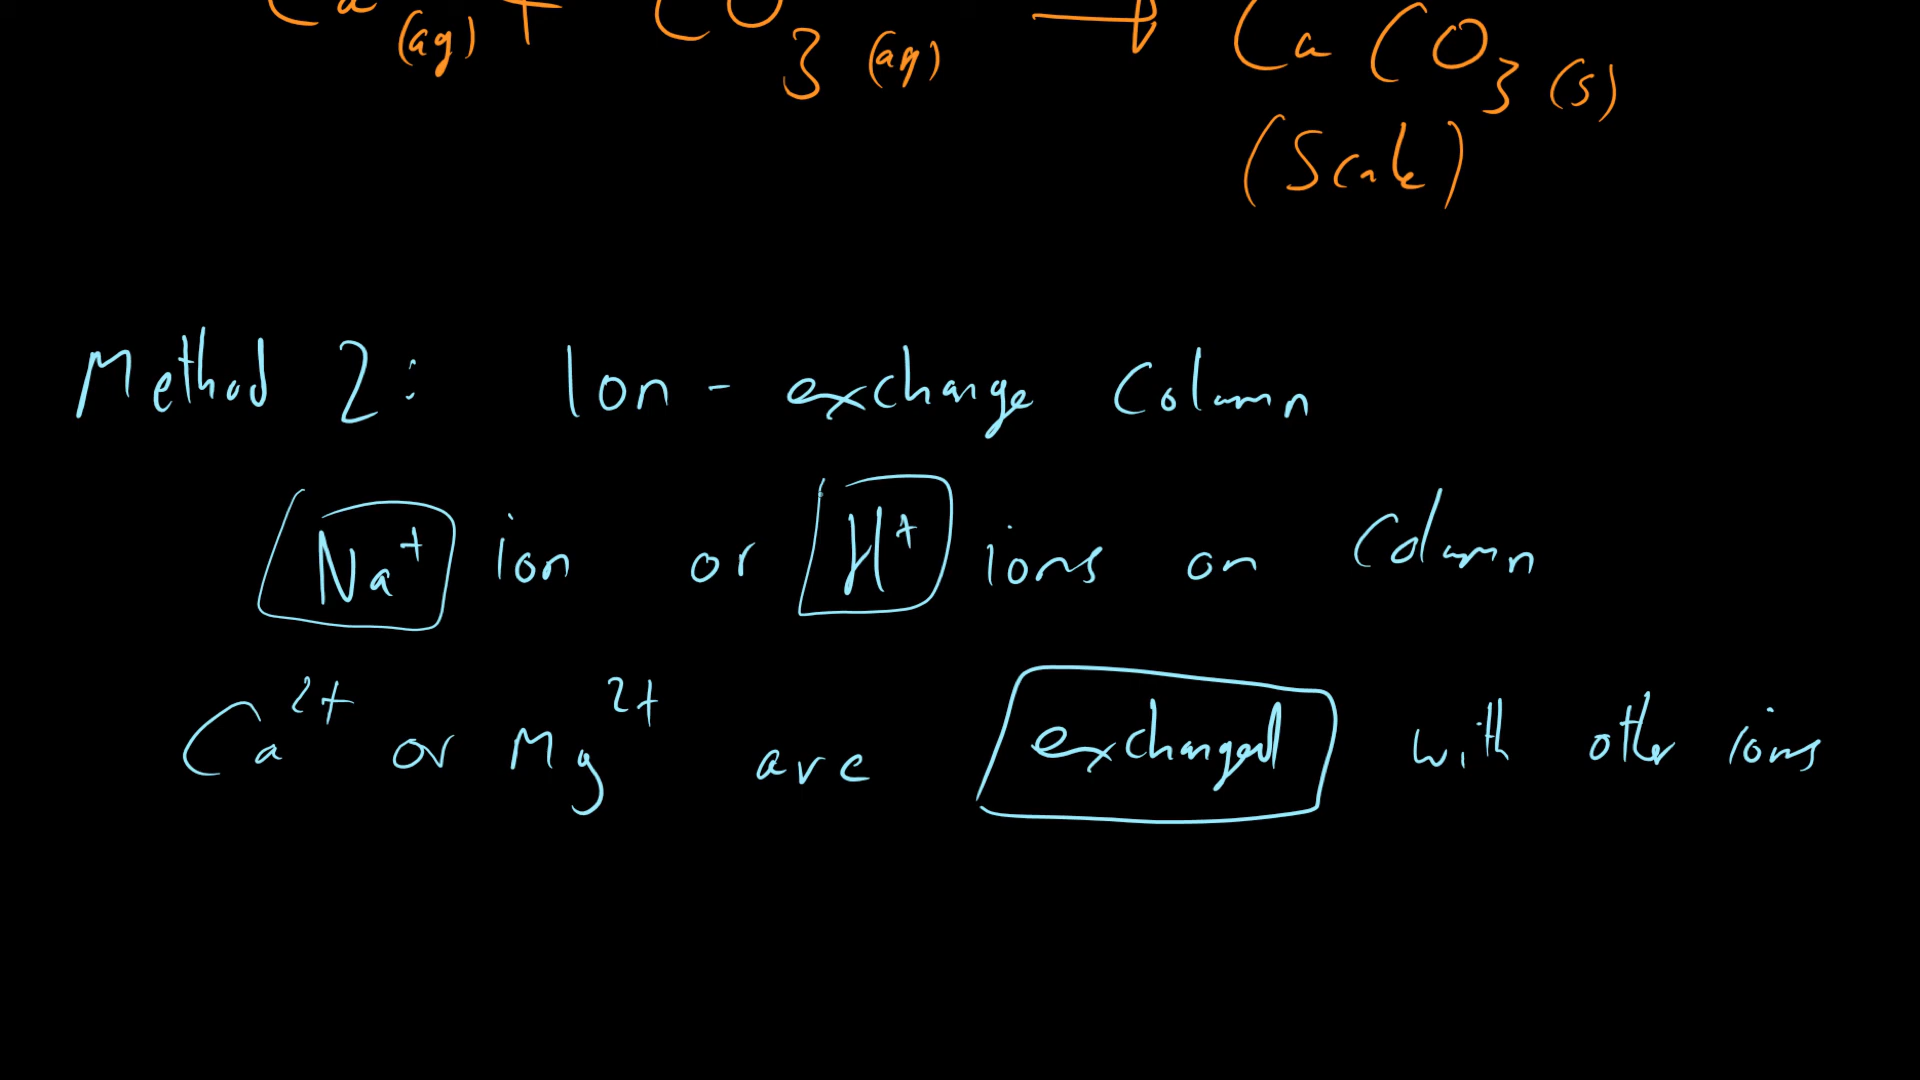 Ca (aq) + CO3 (aq) → CaCO3 (s)
(Scale)
Method 2: Ion - exchange Column
Na+ ion or H+ ions on Column
Ca2+ or Mg2+ are exchanged with other ions